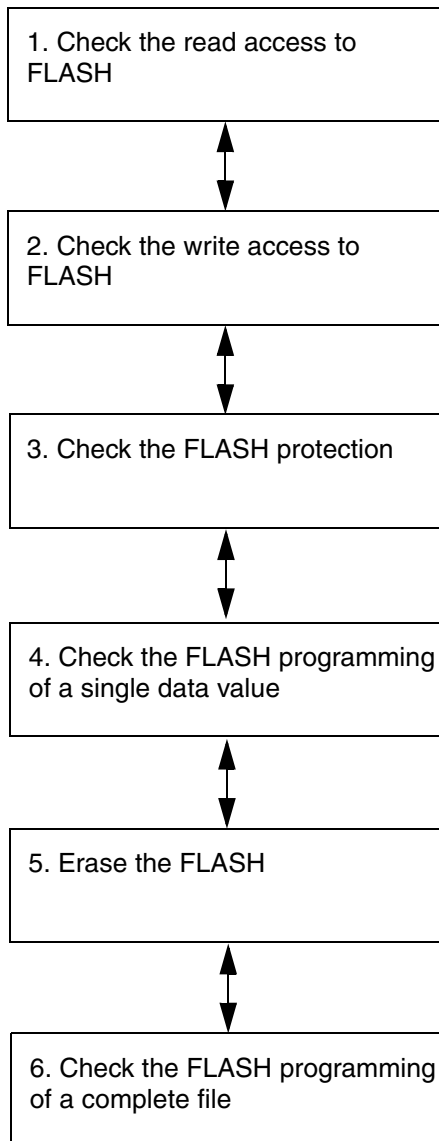 1. Check the read access to
FLASH
2. Check the write access to
FLASH
3. Check the FLASH protection
4. Check the FLASH programming
of a single data value
5. Erase the FLASH
6. Check the FLASH programming
of a complete file